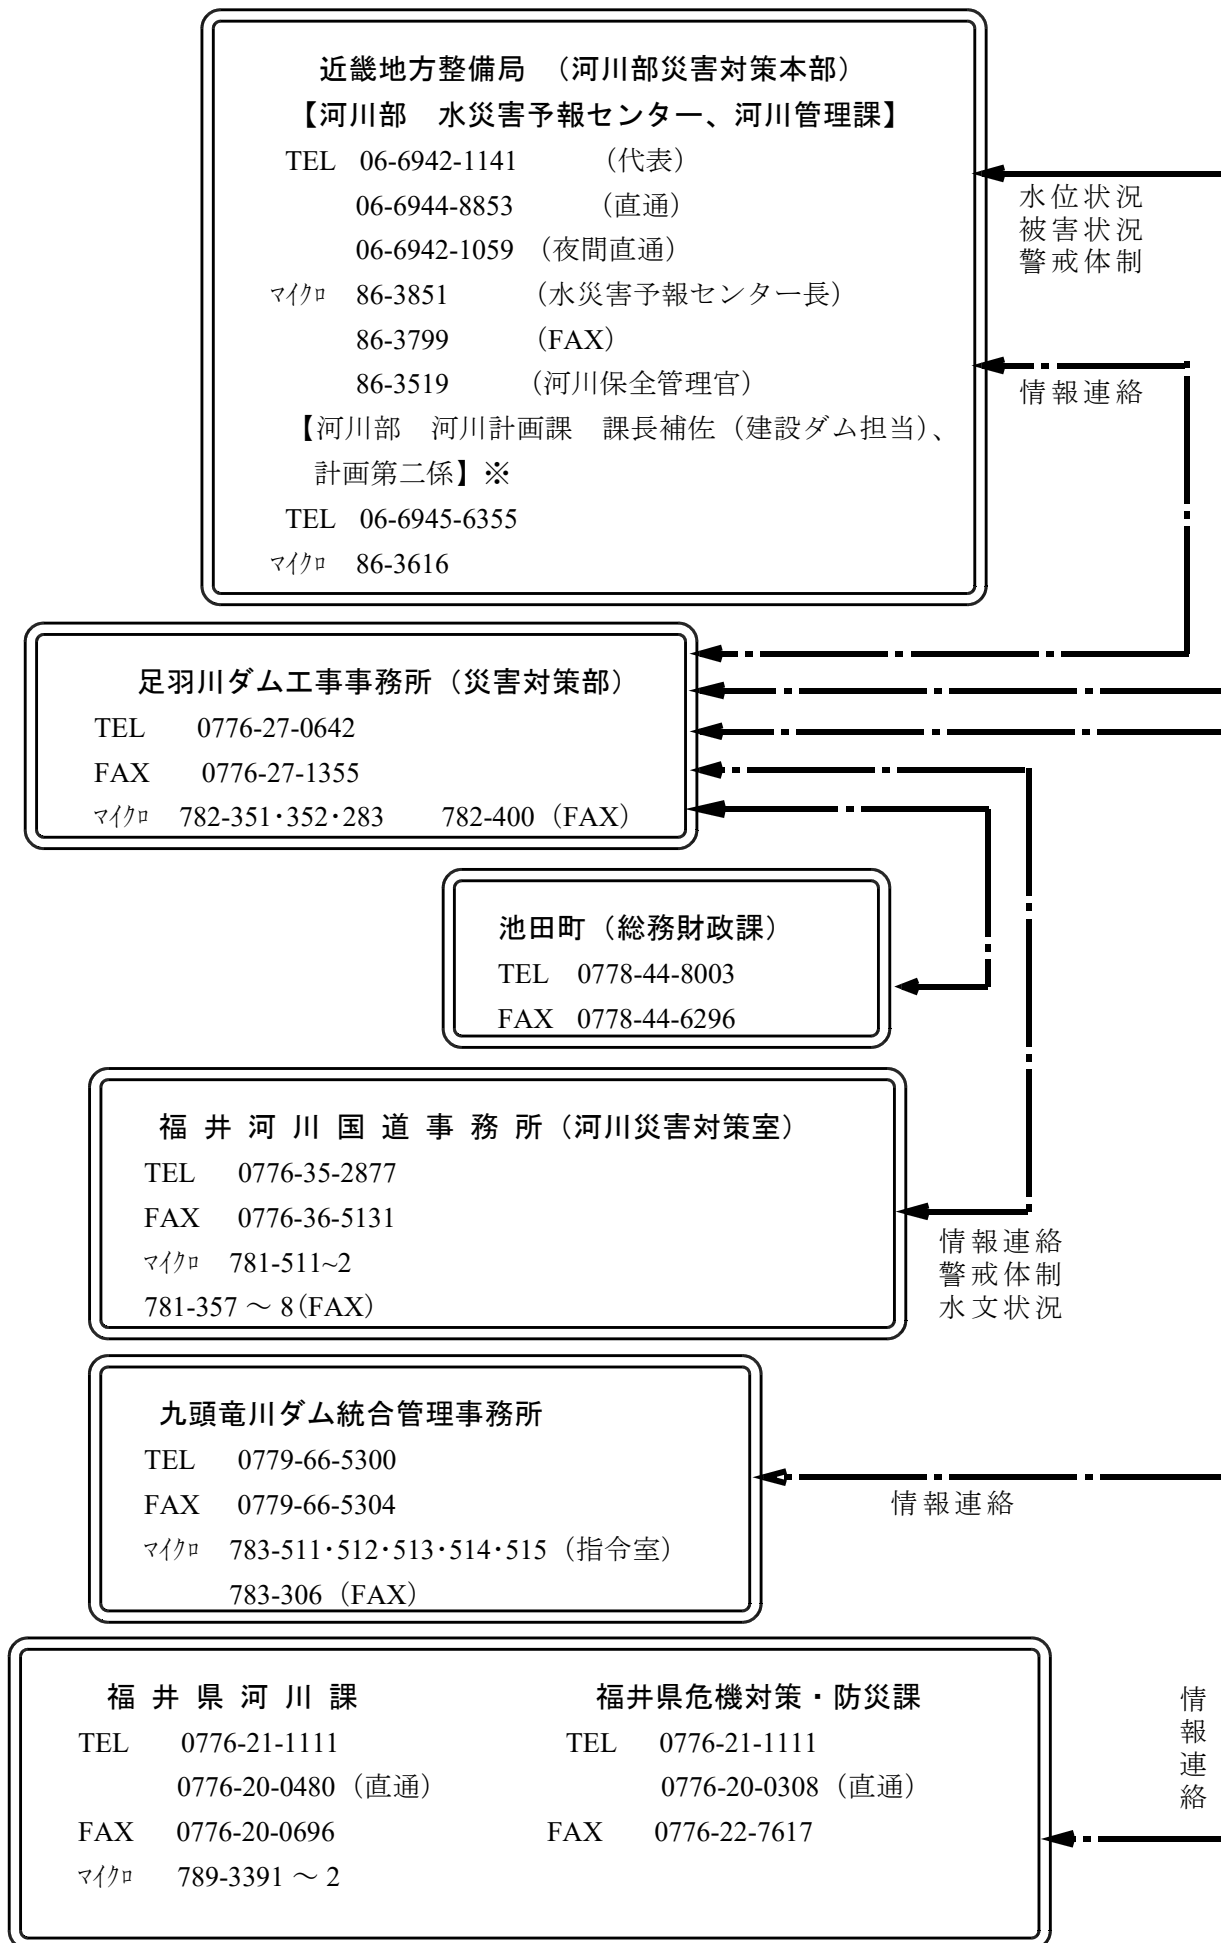 近畿地方整備局　（河川部災害対策本部）
【河川部　水災害予報センター、河川管理課】
TEL 06-6942-1141 （代表）
06-6944-8853 （直通）
06-6942-1059 （夜間直通）
ﾏｲｸﾛ 86-3851 （水災害予報センター長）
86-3799 （FAX）
86-3519 （河川保全管理官）
【河川部　河川計画課　課長補佐（建設ダム担当）、
計画第二係】※
TEL 06-6945-6355
ﾏｲｸﾛ 86-3616
水位状況
被害状況
警戒体制
情報連絡
足羽川ダム工事事務所（災害対策部）
TEL 0776-27-0642
FAX 0776-27-1355
ﾏｲｸﾛ 782-351･352･283 782-400（FAX）
池田町（総務財政課）
TEL 0778-44-8003
FAX 0778-44-6296
福井河川国道事務所（河川災害対策室）
TEL 0776-35-2877
FAX 0776-36-5131
ﾏｲｸﾛ 781-511~2
781-357 ～ 8(FAX)
情報連絡
警戒体制
水文状況
九頭竜川ダム統合管理事務所
TEL 0779-66-5300
FAX 0779-66-5304
ﾏｲｸﾛ 783-511･512･513･514･515（指令室）
783-306（FAX）
情報連絡
福井県河川課
TEL 0776-21-1111
0776-20-0480（直通）
FAX 0776-20-0696
ﾏｲｸﾛ 789-3391 ～ 2
福井県危機対策・防災課
TEL 0776-21-1111
0776-20-0308（直通）
FAX 0776-22-7617
情報連絡